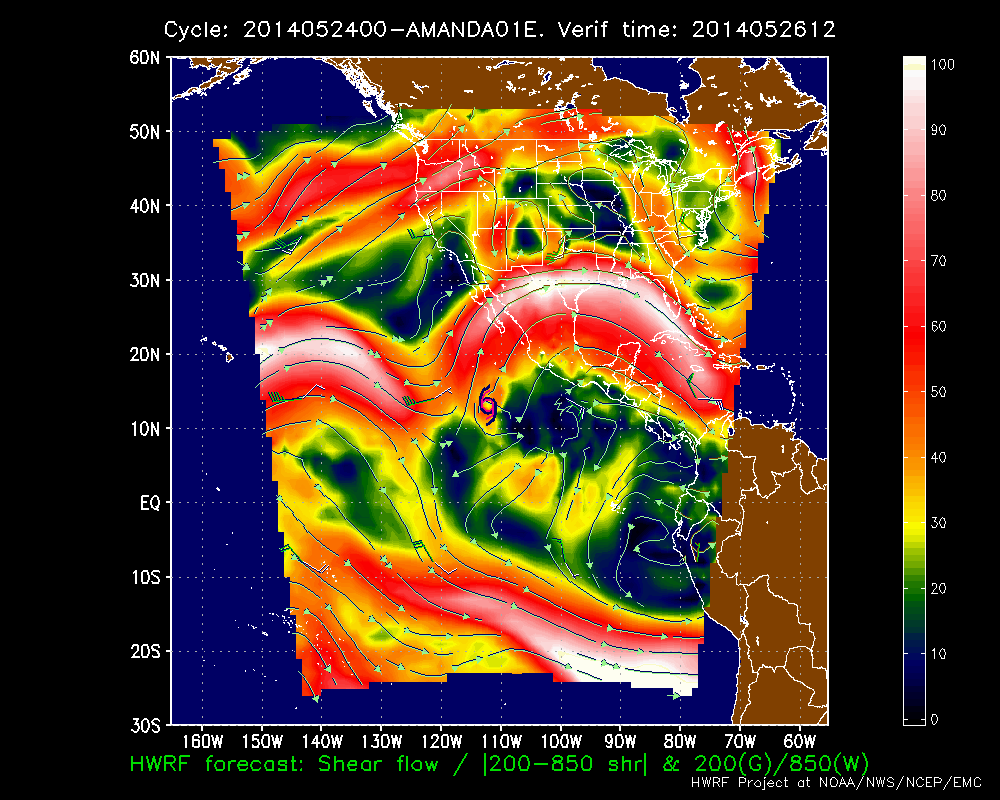 Cycle: 2014052400-AMANDA01E. Verif time: 2014052612
60N
50N
40N
30N
20N
10N
EQ
10S
20S
30S
160W 150W 140W 130W 120W 110W 100W 90W 80W 70W 60W
100
90
80
70
60
50
40
30
20
10
0
HWRF forecast: Shear flow / |200-850 shr| & 200(G)/850(W)
HWRF Project at NOAA/NWS/NCEP/EMC